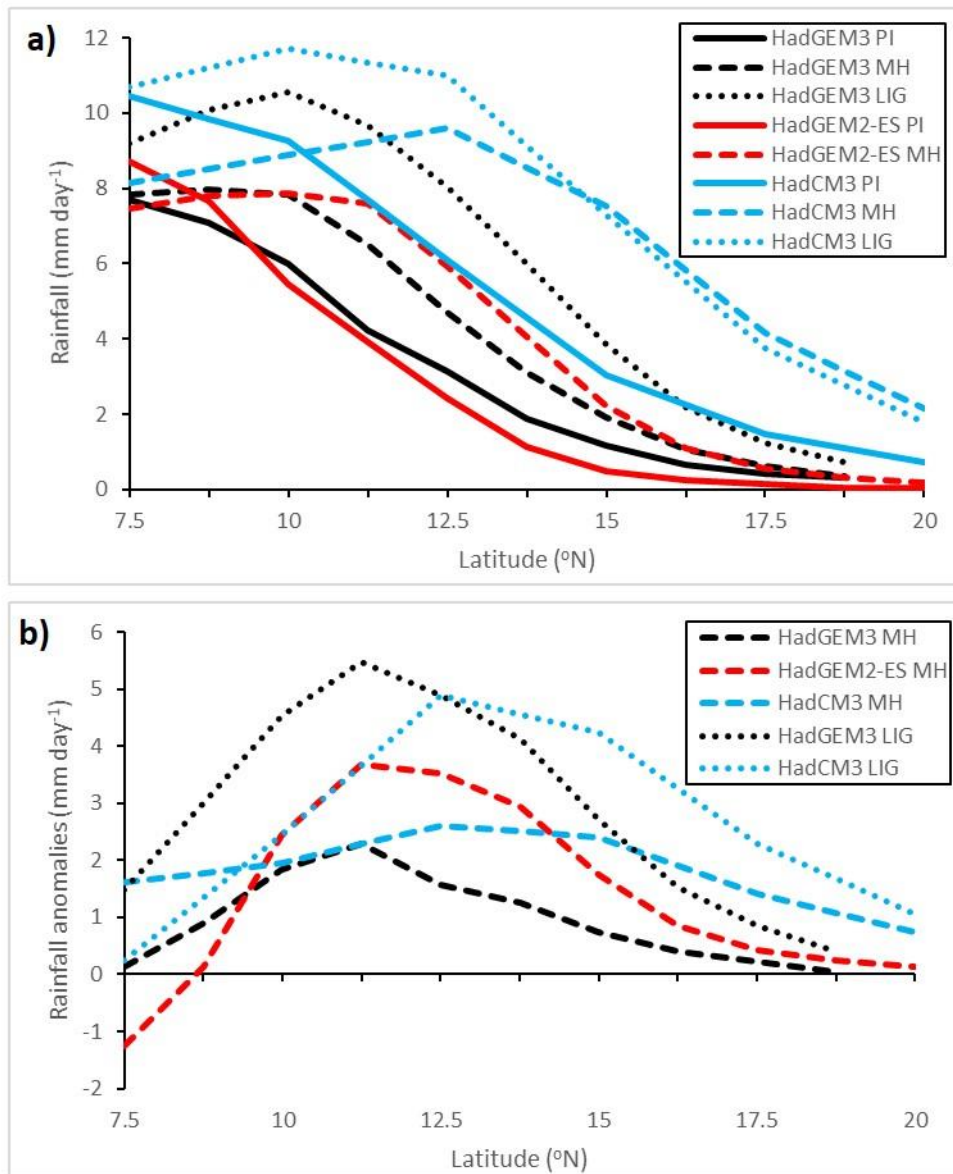 a)
12
10
8
6
4
2
0
Rainfall (mm day-1)
HadGEM3 PI
HadGEM3 MH
HadGEM3 LIG
HadGEM2-ES PI
HadGEM2-ES MH
HadCM3 PI
HadCM3 MH
HadCM3 LIG
7.5 10 12.5 15 17.5 20
Latitude (oN)
b)
6
5
4
3
2
1
0
-1
-2
Rainfall anomalies (mm day-1)
HadGEM3 MH
HadGEM2-ES MH
HadCM3 MH
HadGEM3 LIG
HadCM3 LIG
7.5 10 12.5 15 17.5 20
Latitude (oN)